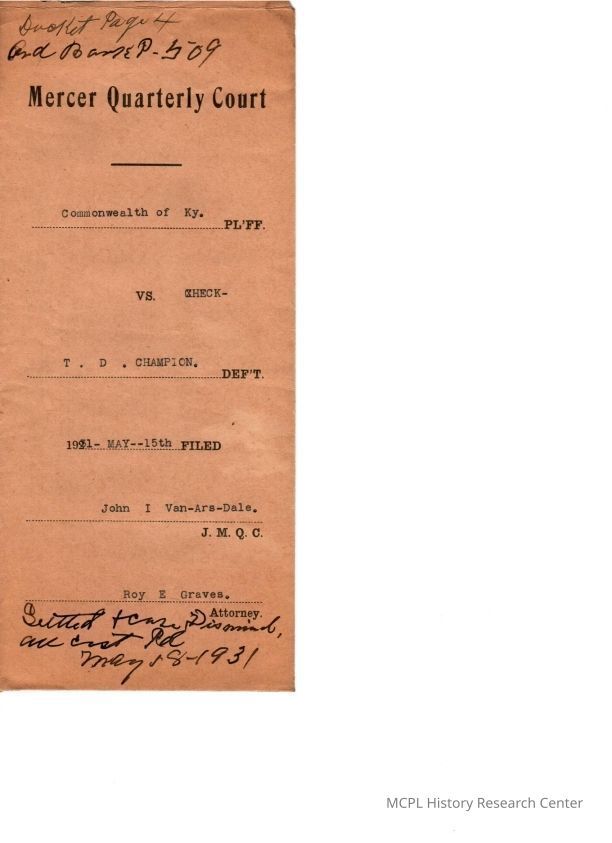 Docket Page 4
Ord Book P- 509
Mercer Quarterly Court
Commonwealth of Ky.
PL'FF.
VS. CHECK-
T . D . CHAMPION.
DEF'T.
1931- MAY--15th FILED
John I Van-Ars-Dale.
J. M. Q. C.
Roy E Graves.
Attorney.
Settled & case Dismissed,
all cost Pd
May 18-1931
MCPL History Research Center